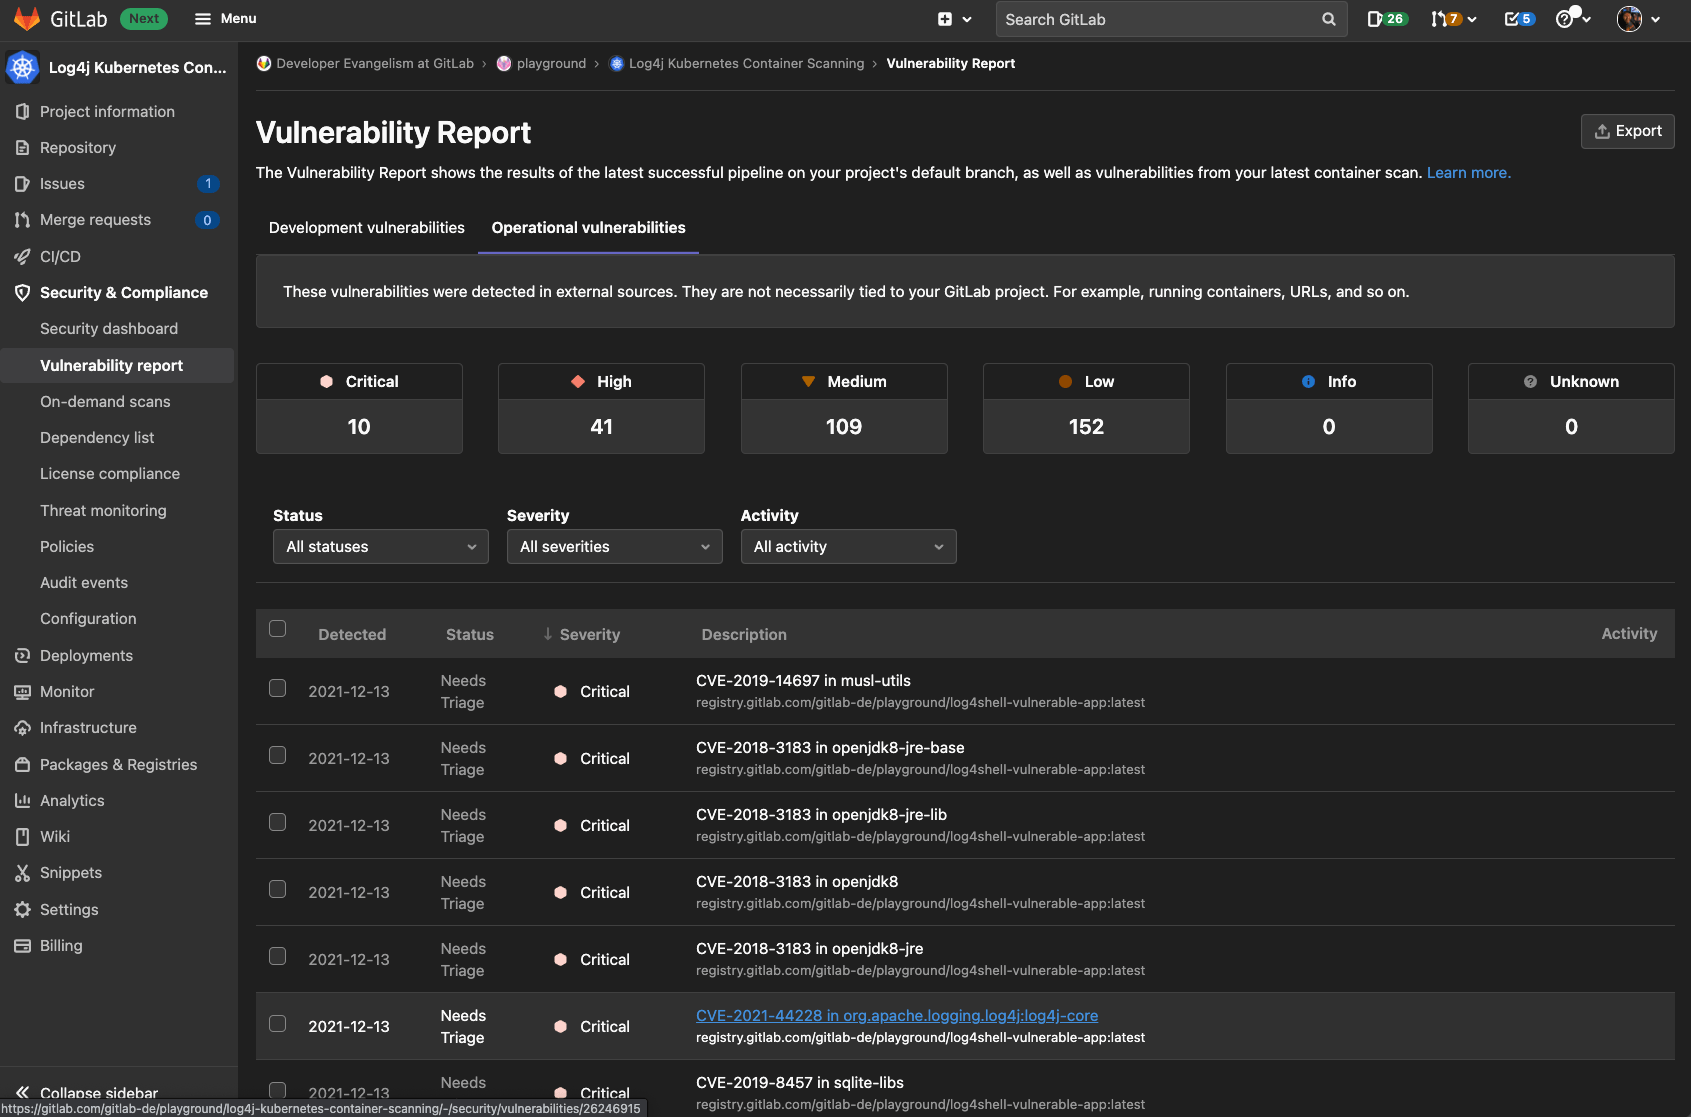 GitLab Next Menu Search GitLab 26 7 5
Log4j Kubernetes Con...
Project information
Repository
Issues 1
Merge requests 0
CI/CD
Security & Compliance
Security dashboard
Vulnerability report
On-demand scans
Dependency list
License compliance
Threat monitoring
Policies
Audit events
Configuration
Deployments
Monitor
Infrastructure
Packages & Registries
Analytics
Wiki
Snippets
Settings
Billing
Collapse sidebar
Developer Evangelism at GitLab › playground › Log4j Kubernetes Container Scanning › Vulnerability Report
Vulnerability Report
Export
The Vulnerability Report shows the results of the latest successful pipeline on your project's default branch, as well as vulnerabilities from your latest container scan. Learn more.
Development vulnerabilities Operational vulnerabilities
These vulnerabilities were detected in external sources. They are not necessarily tied to your GitLab project. For example, running containers, URLs, and so on.
Critical High Medium Low Info Unknown
10 41 109 152 0 0
Status Severity Activity
All statuses All severities All activity
Detected Status Severity Description Activity
2021-12-13
Needs
Triage
Critical
CVE-2019-14697 in musl-utils
registry.gitlab.com/gitlab-de/playground/log4shell-vulnerable-app:latest
2021-12-13
Needs
Triage
Critical
CVE-2018-3183 in openjdk8-jre-base
registry.gitlab.com/gitlab-de/playground/log4shell-vulnerable-app:latest
2021-12-13
Needs
Triage
Critical
CVE-2018-3183 in openjdk8-jre-lib
registry.gitlab.com/gitlab-de/playground/log4shell-vulnerable-app:latest
2021-12-13
Needs
Triage
Critical
CVE-2018-3183 in openjdk8
registry.gitlab.com/gitlab-de/playground/log4shell-vulnerable-app:latest
2021-12-13
Needs
Triage
Critical
CVE-2018-3183 in openjdk8-jre
registry.gitlab.com/gitlab-de/playground/log4shell-vulnerable-app:latest
2021-12-13
Needs
Triage
Critical
CVE-2021-44228 in org.apache.logging.log4j:log4j-core
registry.gitlab.com/gitlab-de/playground/log4shell-vulnerable-app:latest
2021-12-13
Needs
Critical
CVE-2019-8457 in sqlite-libs
registry.gitlab.com/gitlab-de/playground/log4shell-vulnerable-app:latest
https://gitlab.com/gitlab-de/playground/log4j-kubernetes-container-scanning/-/security/vulnerabilities/26246915